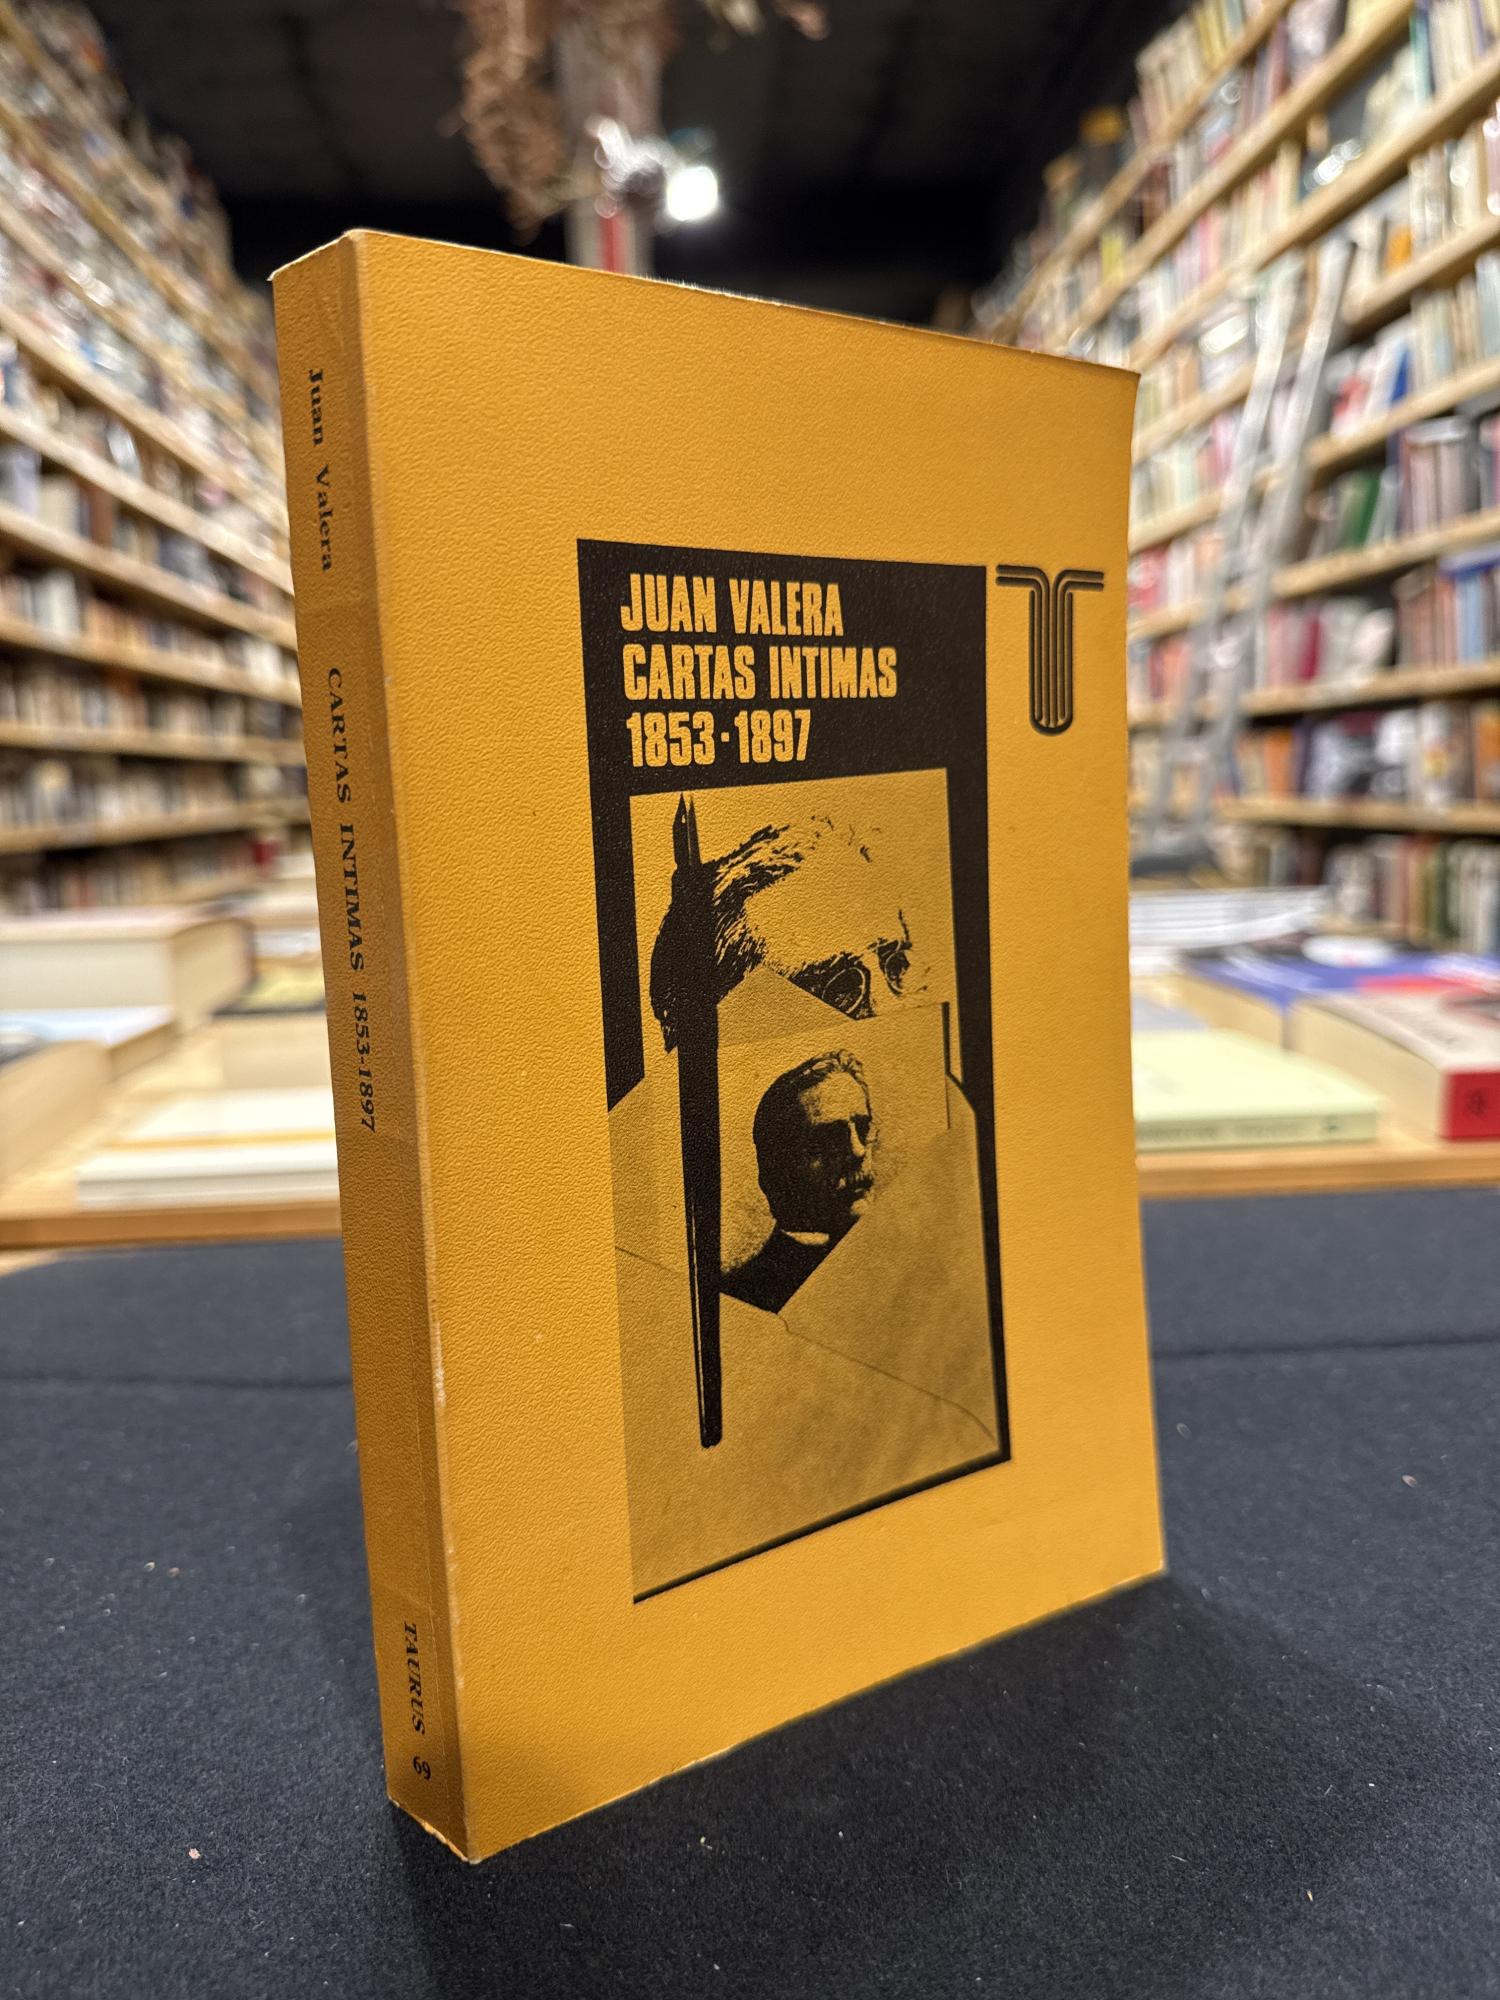 Juan Valera CARTAS INTIMAS 1853-1897 TAURUS 69
JUAN VALERA
CARTAS INTIMAS
1853·1897